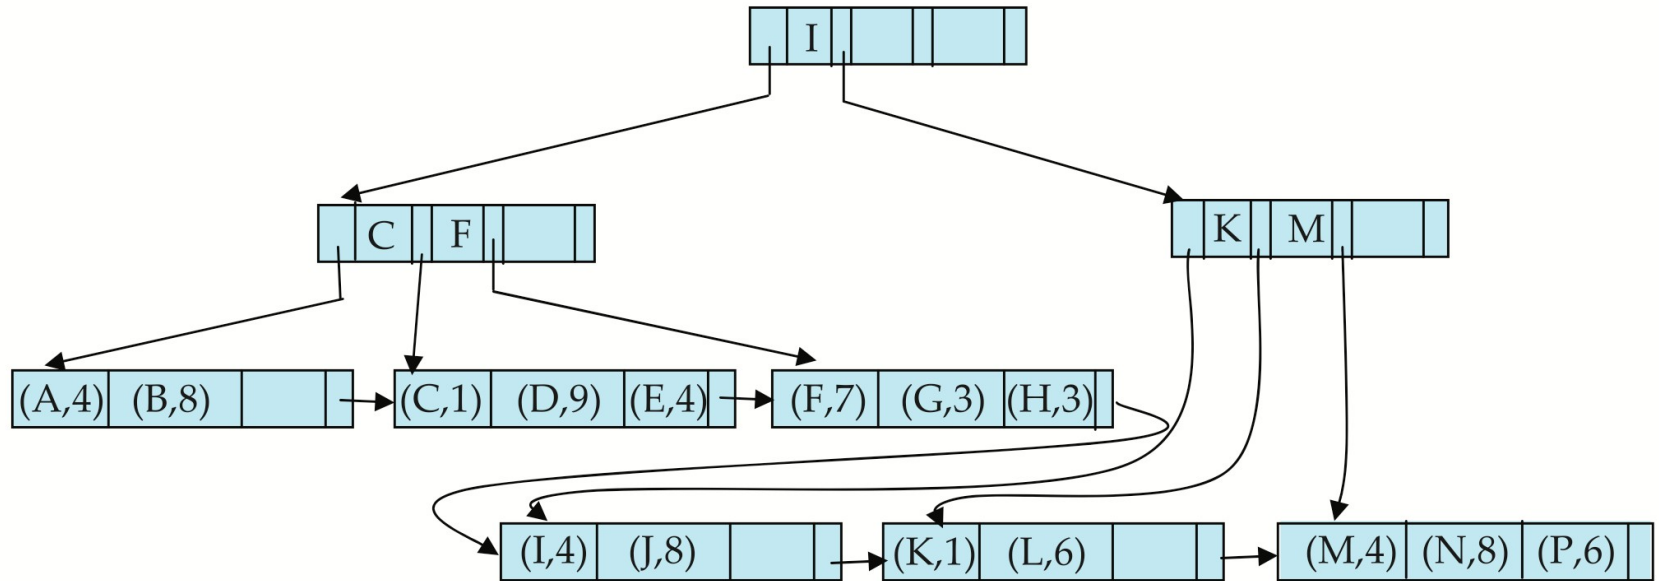 I
C F K M
(A,4) (B,8) (C,1) (D,9) (E,4) (F,7) (G,3) (H,3)
(I,4) (J,8) (K,1) (L,6) (M,4) (N,8) (P,6)